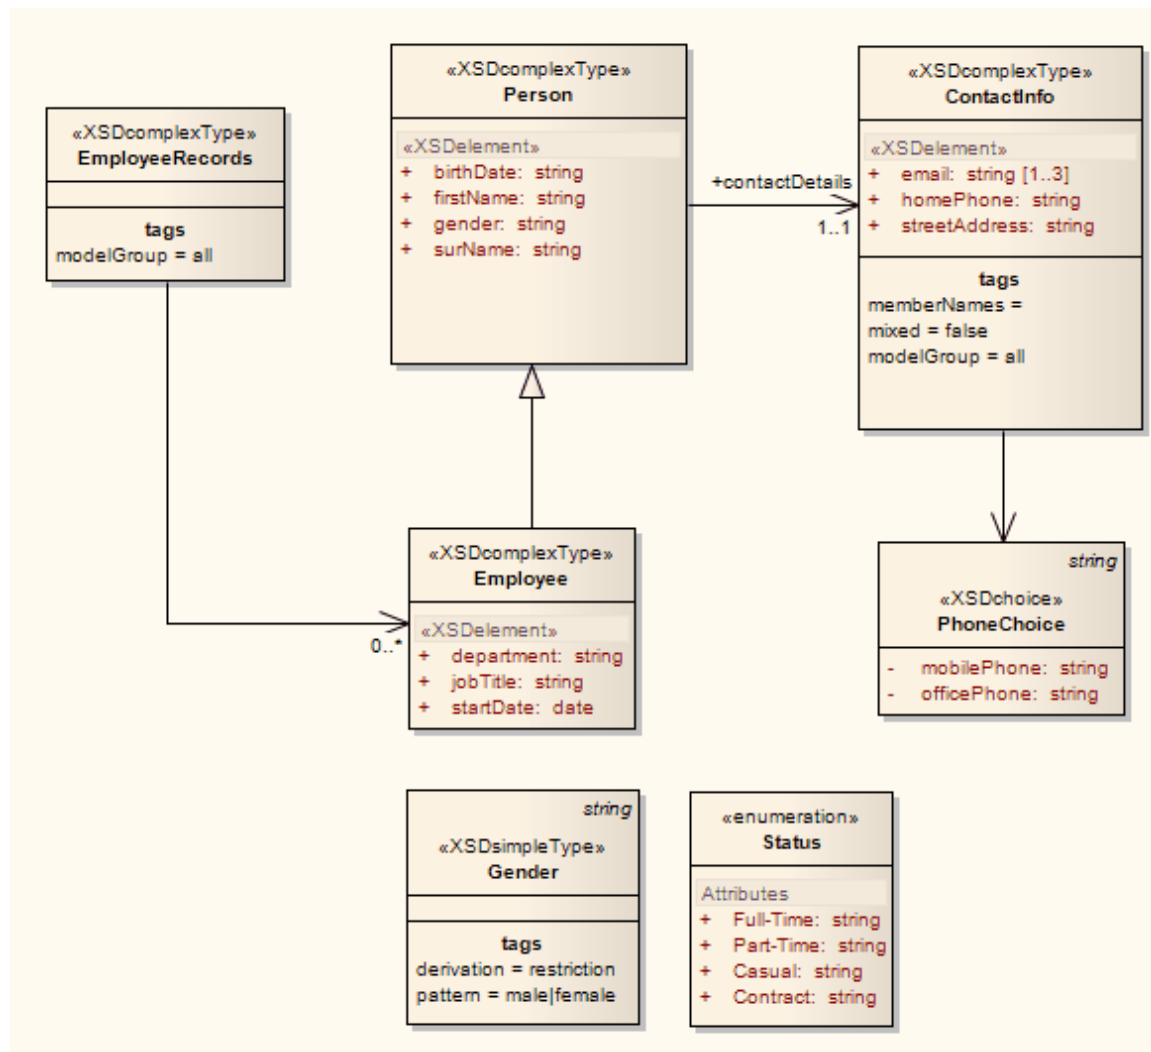 «XSDcomplexType»
EmployeeRecords
tags
modelGroup = all
«XSDcomplexType»
Person
«XSDelement»
+ birthDate: string
+ firstName: string
+ gender: string
+ surName: string
+contactDetails
1..1
«XSDcomplexType»
ContactInfo
«XSDelement»
+ email: string [1..3]
+ homePhone: string
+ streetAddress: string
tags
memberNames =
mixed = false
modelGroup = all
0..*
«XSDcomplexType»
Employee
«XSDelement»
+ department: string
+ jobTitle: string
+ startDate: date
string
«XSDchoice»
PhoneChoice
- mobilePhone: string
- officePhone: string
string
«XSDsimpleType»
Gender
tags
derivation = restriction
pattern = male|female
«enumeration»
Status
Attributes
+ Full-Time: string
+ Part-Time: string
+ Casual: string
+ Contract: string